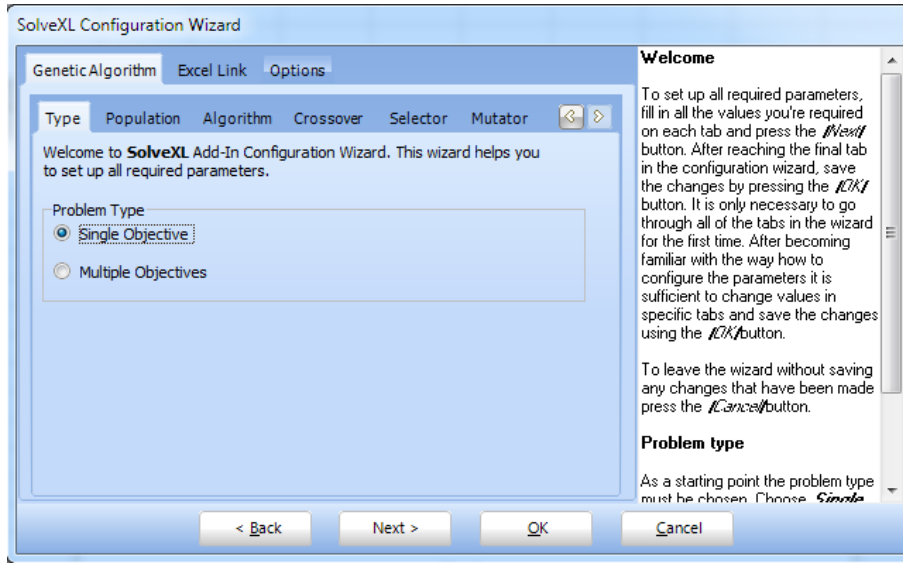 SolveXL Configuration Wizard
Genetic Algorithm Excel Link Options
Type Population Algorithm Crossover Selector Mutator
Welcome to SolveXL Add-In Configuration Wizard. This wizard helps you
to set up all required parameters.
Problem Type
Single Objective
Multiple Objectives
Welcome
To set up all required parameters,
fill in all the values you're required
on each tab and press the [Next]
button. After reaching the final tab
in the configuration wizard, save
the changes by pressing the [OK]
button. It is only necessary to go
through all of the tabs in the wizard
for the first time. After becoming
familiar with the way how to
configure the parameters it is
sufficient to change values in
specific tabs and save the changes
using the [OK]button.
To leave the wizard without saving
any changes that have been made
press the [Cancel]button.
Problem type
As a starting point the problem type
must be chosen. Choose Single
< Back Next > OK Cancel